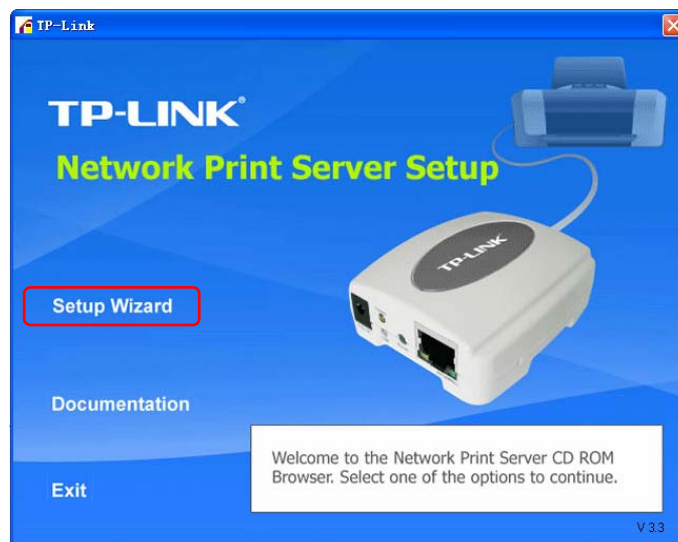 TP-Link
TP-LINK®
Network Print Server Setup
TP-LINK
Setup Wizard
Documentation
Welcome to the Network Print Server CD ROM
Browser. Select one of the options to continue.
Exit
V 3.3